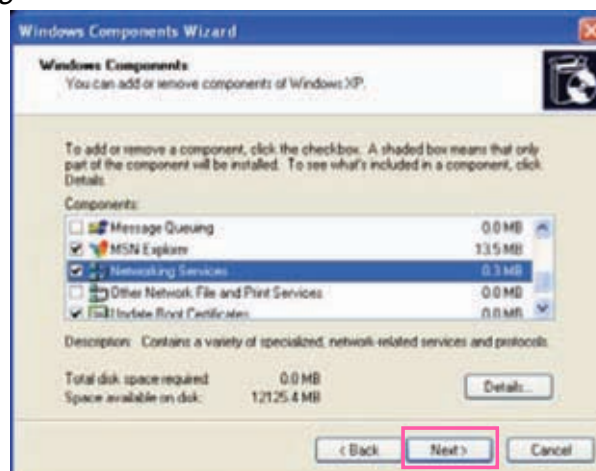 Windows Components Wizard
Windows Components
You can add or remove components of Windows XP.
To add or remove a component, click the checkbox. A shaded box means that only
part of the component will be installed. To see what's included in a component, click
Details.
Components:
Message Queuing 0.0 MB
MSN Explorer 13.5 MB
Networking Services 0.3 MB
Other Network File and Print Services 0.0 MB
Update Root Certificates 0.0 MB
Description: Contains a variety of specialized, network-related services and protocols.
Total disk space required: 0.0 MB
Space available on disk: 12125.4 MB
Details...
< Back Next > Cancel